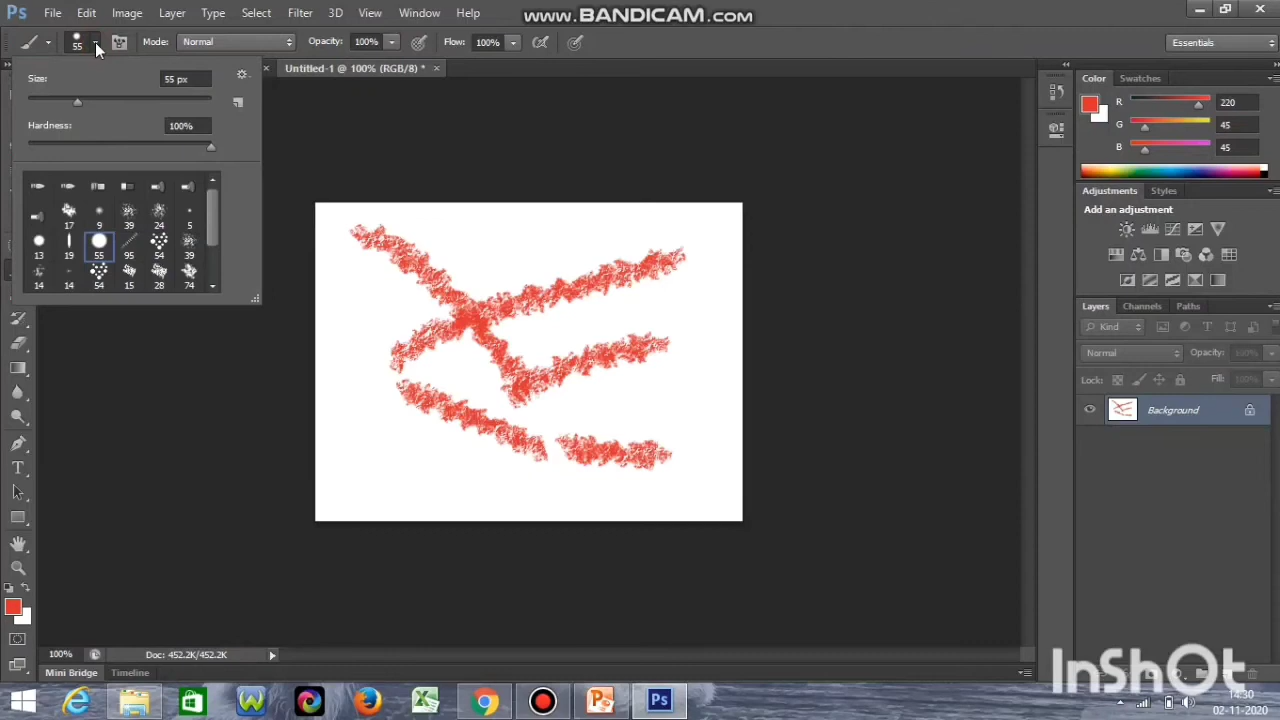 Ps File Edit Image Layer Type Select Filter 3D View Window Help
www.BANDICAM.com
55 Mode: Normal Opacity: 100% Flow: 100% Essentials
Untitled-1 @ 100% (RGB/8) * ×
Size: 55 px
Hardness: 100%
17 9 39 24 5
13 19 55 95 54 39
14 14 54 15 28 74
Color Swatches
R 220
G 45
B 45
Adjustments Styles
Add an adjustment
Layers Channels Paths
Kind
Normal Opacity: 100%
Lock: Fill: 100%
Background
100% Doc: 452.2K/452.2K
Mini Bridge Timeline
InShOt
Ps
14:30
02-11-2020